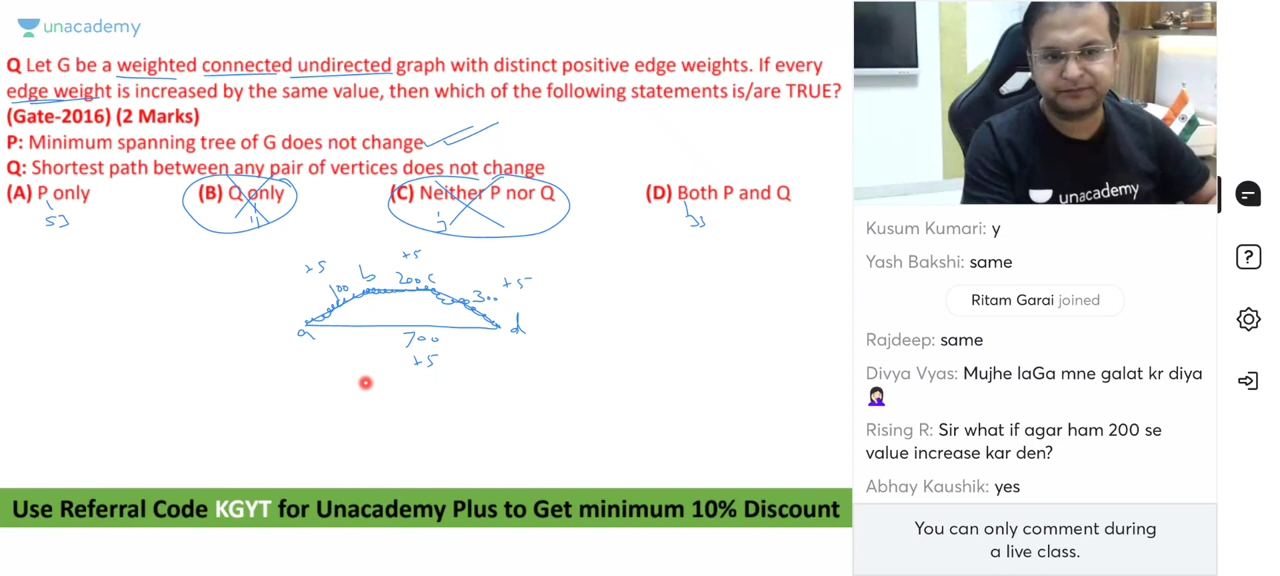 unacademy
Q Let G be a weighted connected undirected graph with distinct positive edge weights. If every
edge weight is increased by the same value, then which of the following statements is/are TRUE?
(Gate-2016) (2 Marks)
P: Minimum spanning tree of G does not change
Q: Shortest path between any pair of vertices does not change
(A) P only
(B) Q only
(C) Neither P nor Q
(D) Both P and Q
+5
+5
+5
100
b
200
c
300
a
d
700
+5
Use Referral Code KGYT for Unacademy Plus to Get minimum 10% Discount
unacademy
Kusum Kumari: y
Yash Bakshi: same
Ritam Garai joined
Rajdeep: same
Divya Vyas: Mujhe laGa mne galat kr diya
🤦🏻‍♀️
Rising R: Sir what if agar ham 200 se
value increase kar den?
Abhay Kaushik: yes
You can only comment during
a live class.
?